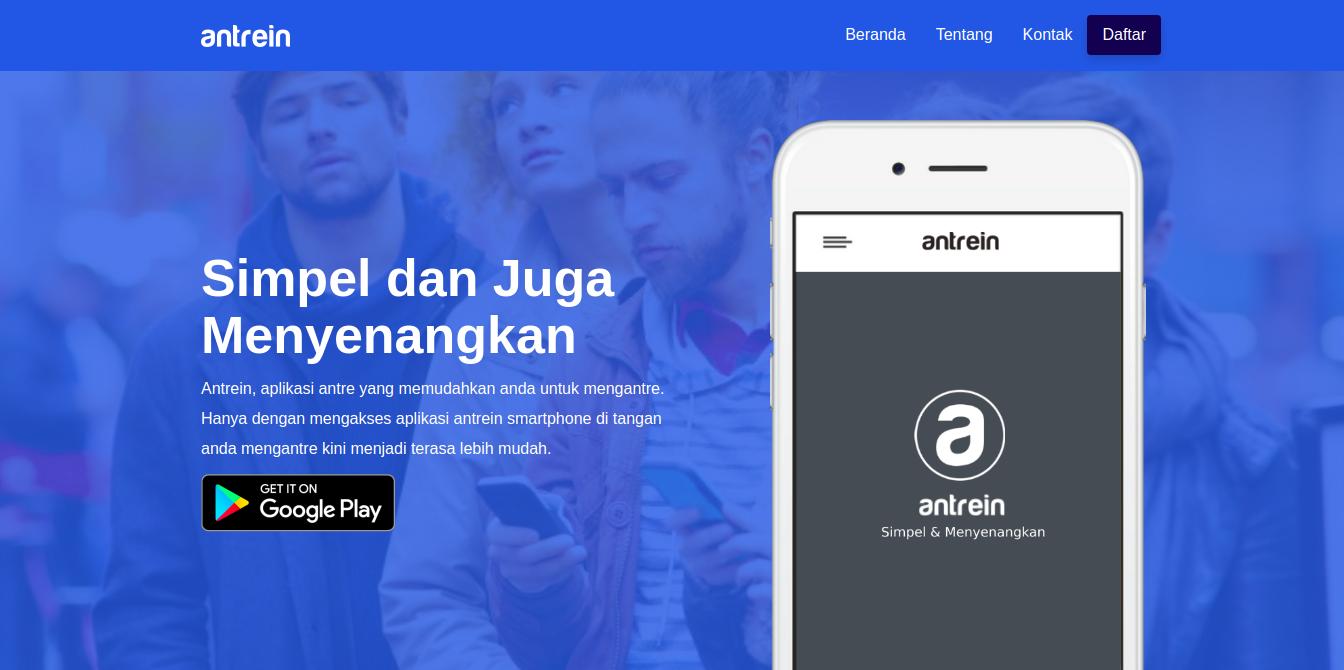 antrein
Beranda
Tentang
Kontak
Daftar
Simpel dan Juga
Menyenangkan
Antrein, aplikasi antre yang memudahkan anda untuk mengantre.
Hanya dengan mengakses aplikasi antrein smartphone di tangan
anda mengantre kini menjadi terasa lebih mudah.
GET IT ON
Google Play
antrein
a
antrein
Simpel & Menyenangkan